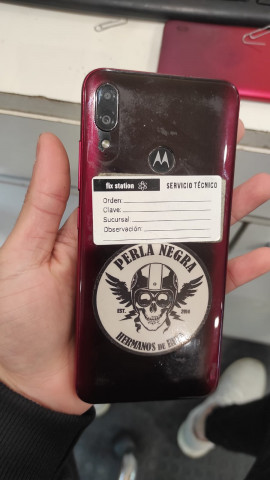 fix station SERVICIO TÉCNICO
Orden:
Clave:
Sucursal:
Observación:
PERLA NEGRA
EST.
HERMANOS DE